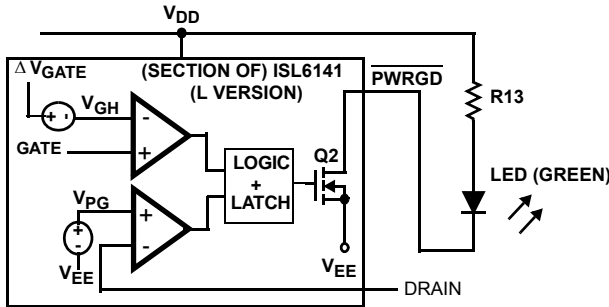 VDD
ΔVGATE
(SECTION OF) ISL6141
(L VERSION)
PWRGD
VGH
-
+
GATE
R13
LOGIC
+
LATCH
Q2
LED (GREEN)
VPG
+
-
VEE
VEE
DRAIN